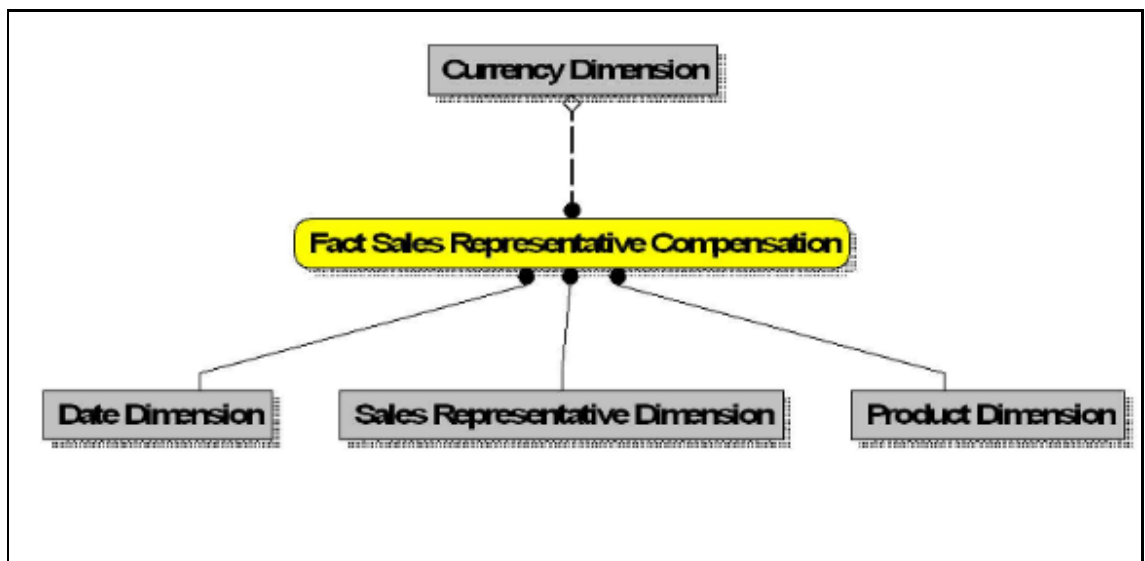 Currency Dimension
Fact Sales Representative Compensation
Date Dimension
Sales Representative Dimension
Product Dimension